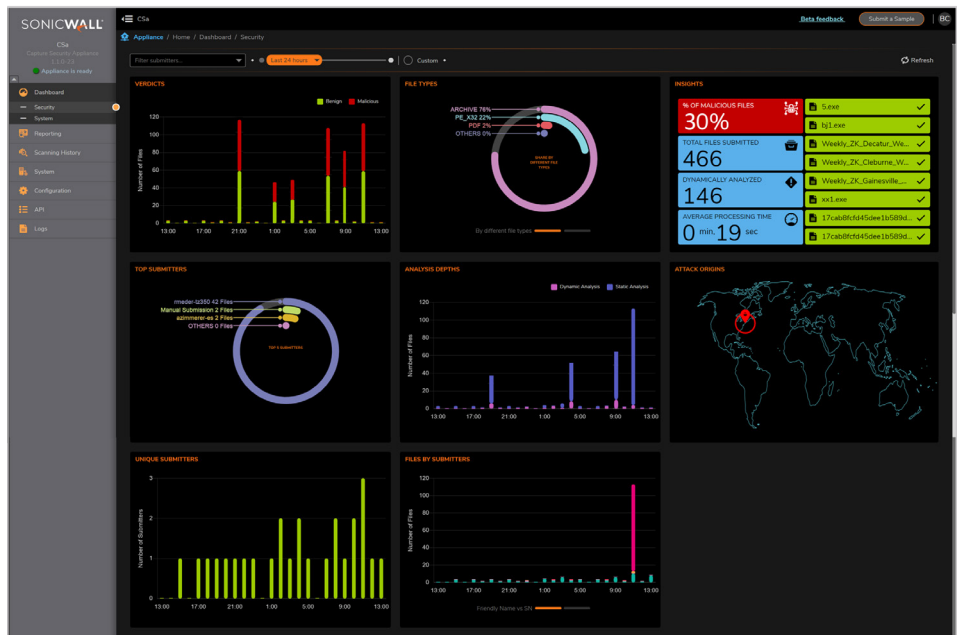 SONICWALL
CSa
Capture Security Appliance
1.1.0-12
Appliance is ready
Dashboard
Security
System
Reporting
Scanning History
System
Configuration
API
Logs
CSa
Beta feedback
Submit a Sample
BC
Appliance / Home / Dashboard / Security
Filter submitters...
Last 24 hours
Custom
Refresh
VERDICTS
Benign
Malicious
Number of Files
120
100
80
60
40
20
0
13:00 17:00 21:00 1:00 5:00 9:00 13:00
FILE TYPES
ARCHIVE 76%
PE_X32 22%
PDF 2%
OTHERS 0%
SHARE BY
DIFFERENT FILE
TYPES
By different file types
INSIGHTS
% OF MALICIOUS FILES
30%
TOTAL FILES SUBMITTED
466
DYNAMICALLY ANALYZED
146
AVERAGE PROCESSING TIME
0 min. 19 sec
5.exe
bj1.exe
Weekly_ZK_Decatur_We...
Weekly_ZK_Cleburne_W...
Weekly_ZK_Gainesville_...
xx1.exe
17cab8fcfd45dee1b589d...
17cab8fcfd45dee1b589d...
TOP SUBMITTERS
rmeder-tz350 42 Files
Manual Submission 2 Files
azimmerer-es 2 Files
OTHERS 0 Files
TOP 5 SUBMITTERS
ANALYSIS DEPTHS
Dynamic Analysis
Static Analysis
Number of Files
120
100
80
60
40
20
0
13:00 17:00 21:00 1:00 5:00 9:00 13:00
ATTACK ORIGINS
UNIQUE SUBMITTERS
Number of Submitters
3
2
1
0
13:00 17:00 21:00 1:00 5:00 9:00 13:00
FILES BY SUBMITTERS
Number of Files
120
100
80
60
40
20
0
13:00 17:00 21:00 1:00 5:00 9:00 13:00
Friendly Name vs SN